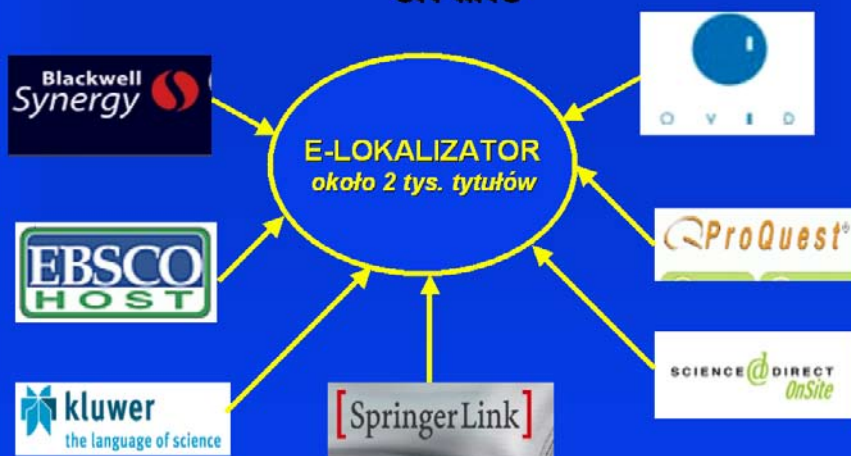 Blackwell
Synergy
OVID
E-LOKALIZATOR
około 2 tys. tytułów
EBSCO
HOST
ProQuest®
SCIENCE @ DIRECT
OnSite
kluwer
the language of science
[SpringerLink]